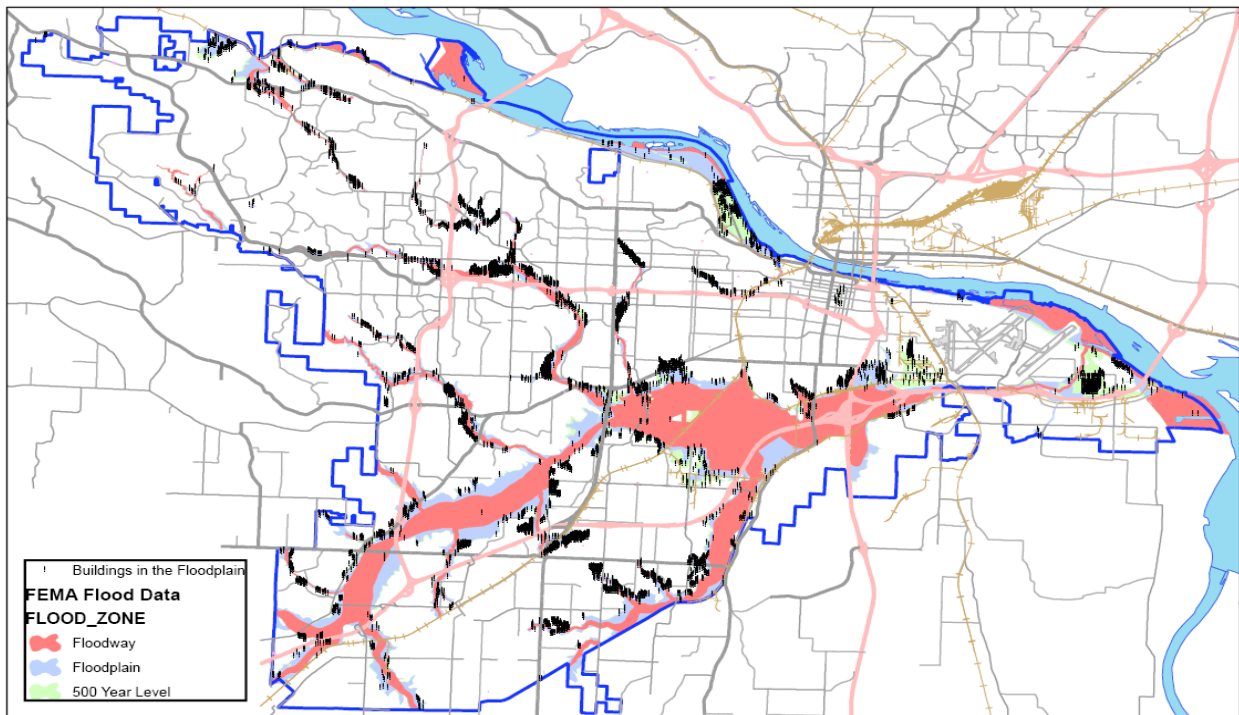 Buildings in the Floodplain
FEMA Flood Data
FLOOD_ZONE
Floodway
Floodplain
500 Year Level